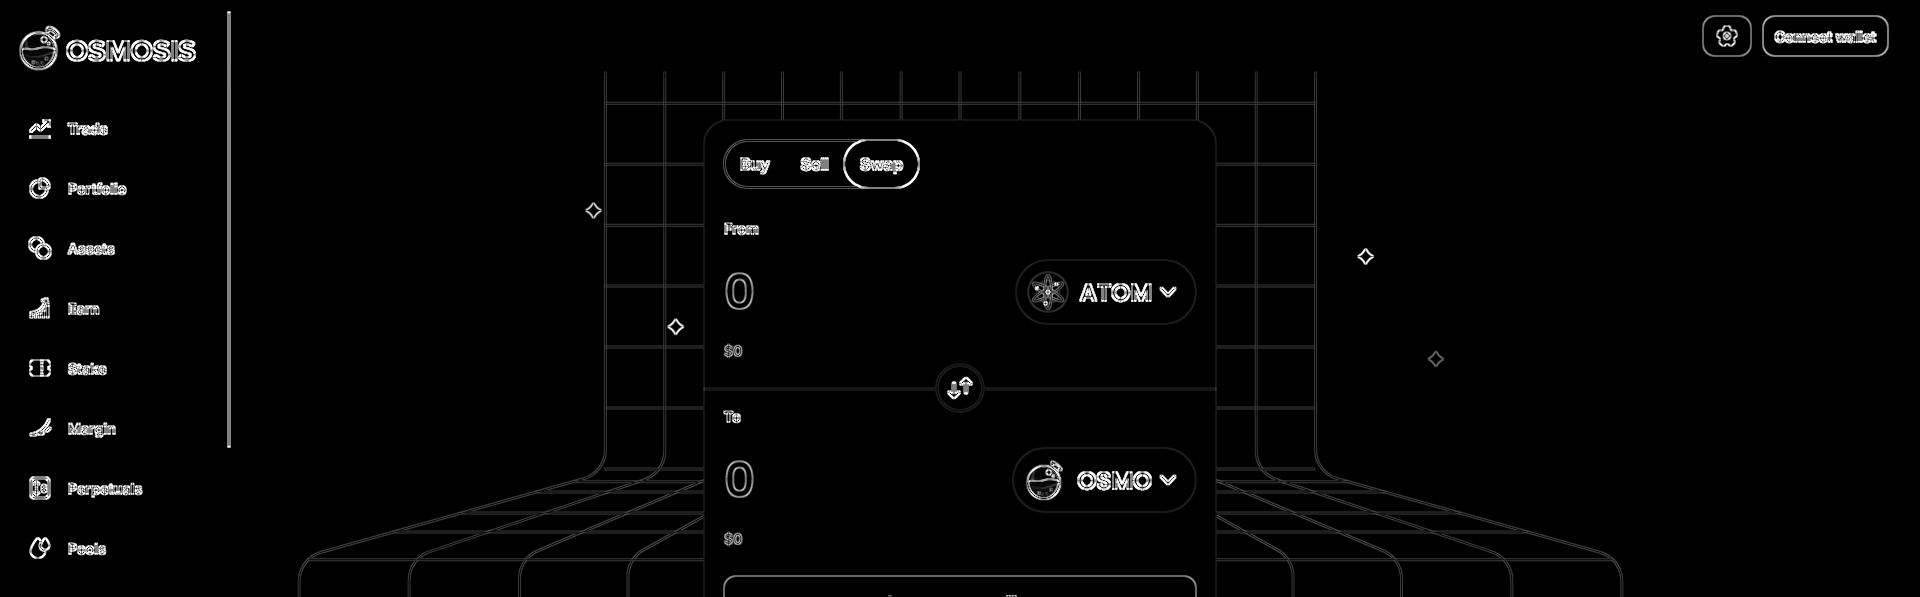 OSMOSIS
Connect wallet
Trade
Portfolio
Assets
Earn
Stake
Margin
Perpetuals
Pools
Buy Sell Swap
From
0 ATOM
$0
To
0 OSMO
$0